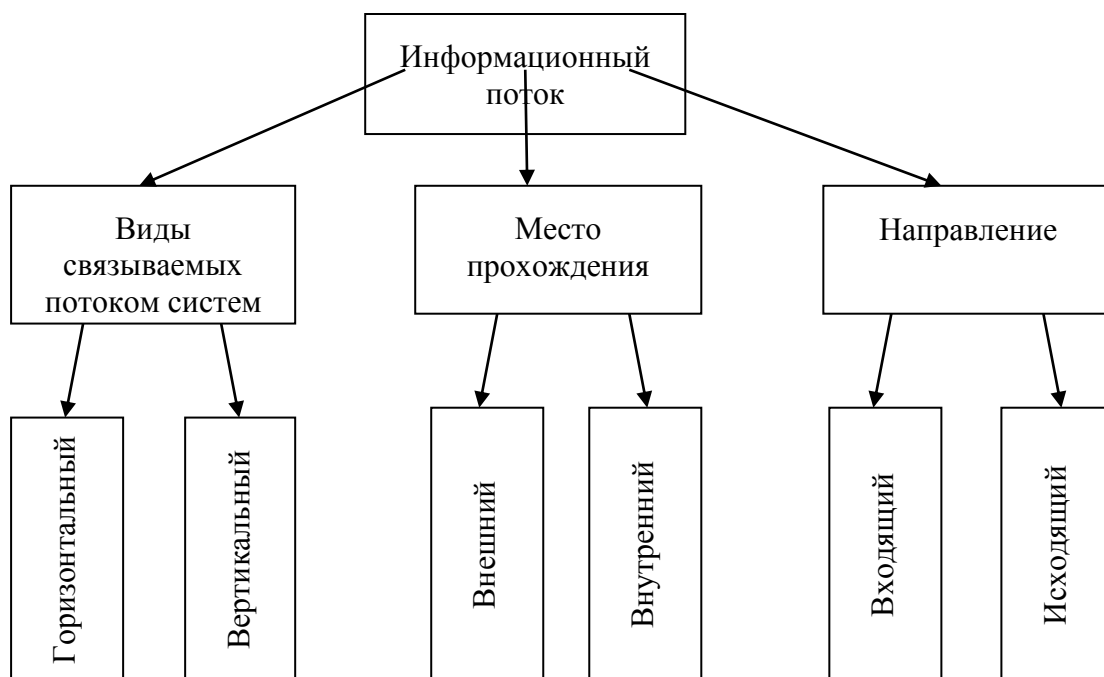 Информационный
поток
Виды
связываемых
потоком систем
Место
прохождения
Направление
Горизонтальный
Вертикальный
Внешний
Внутренний
Входящий
Исходящий